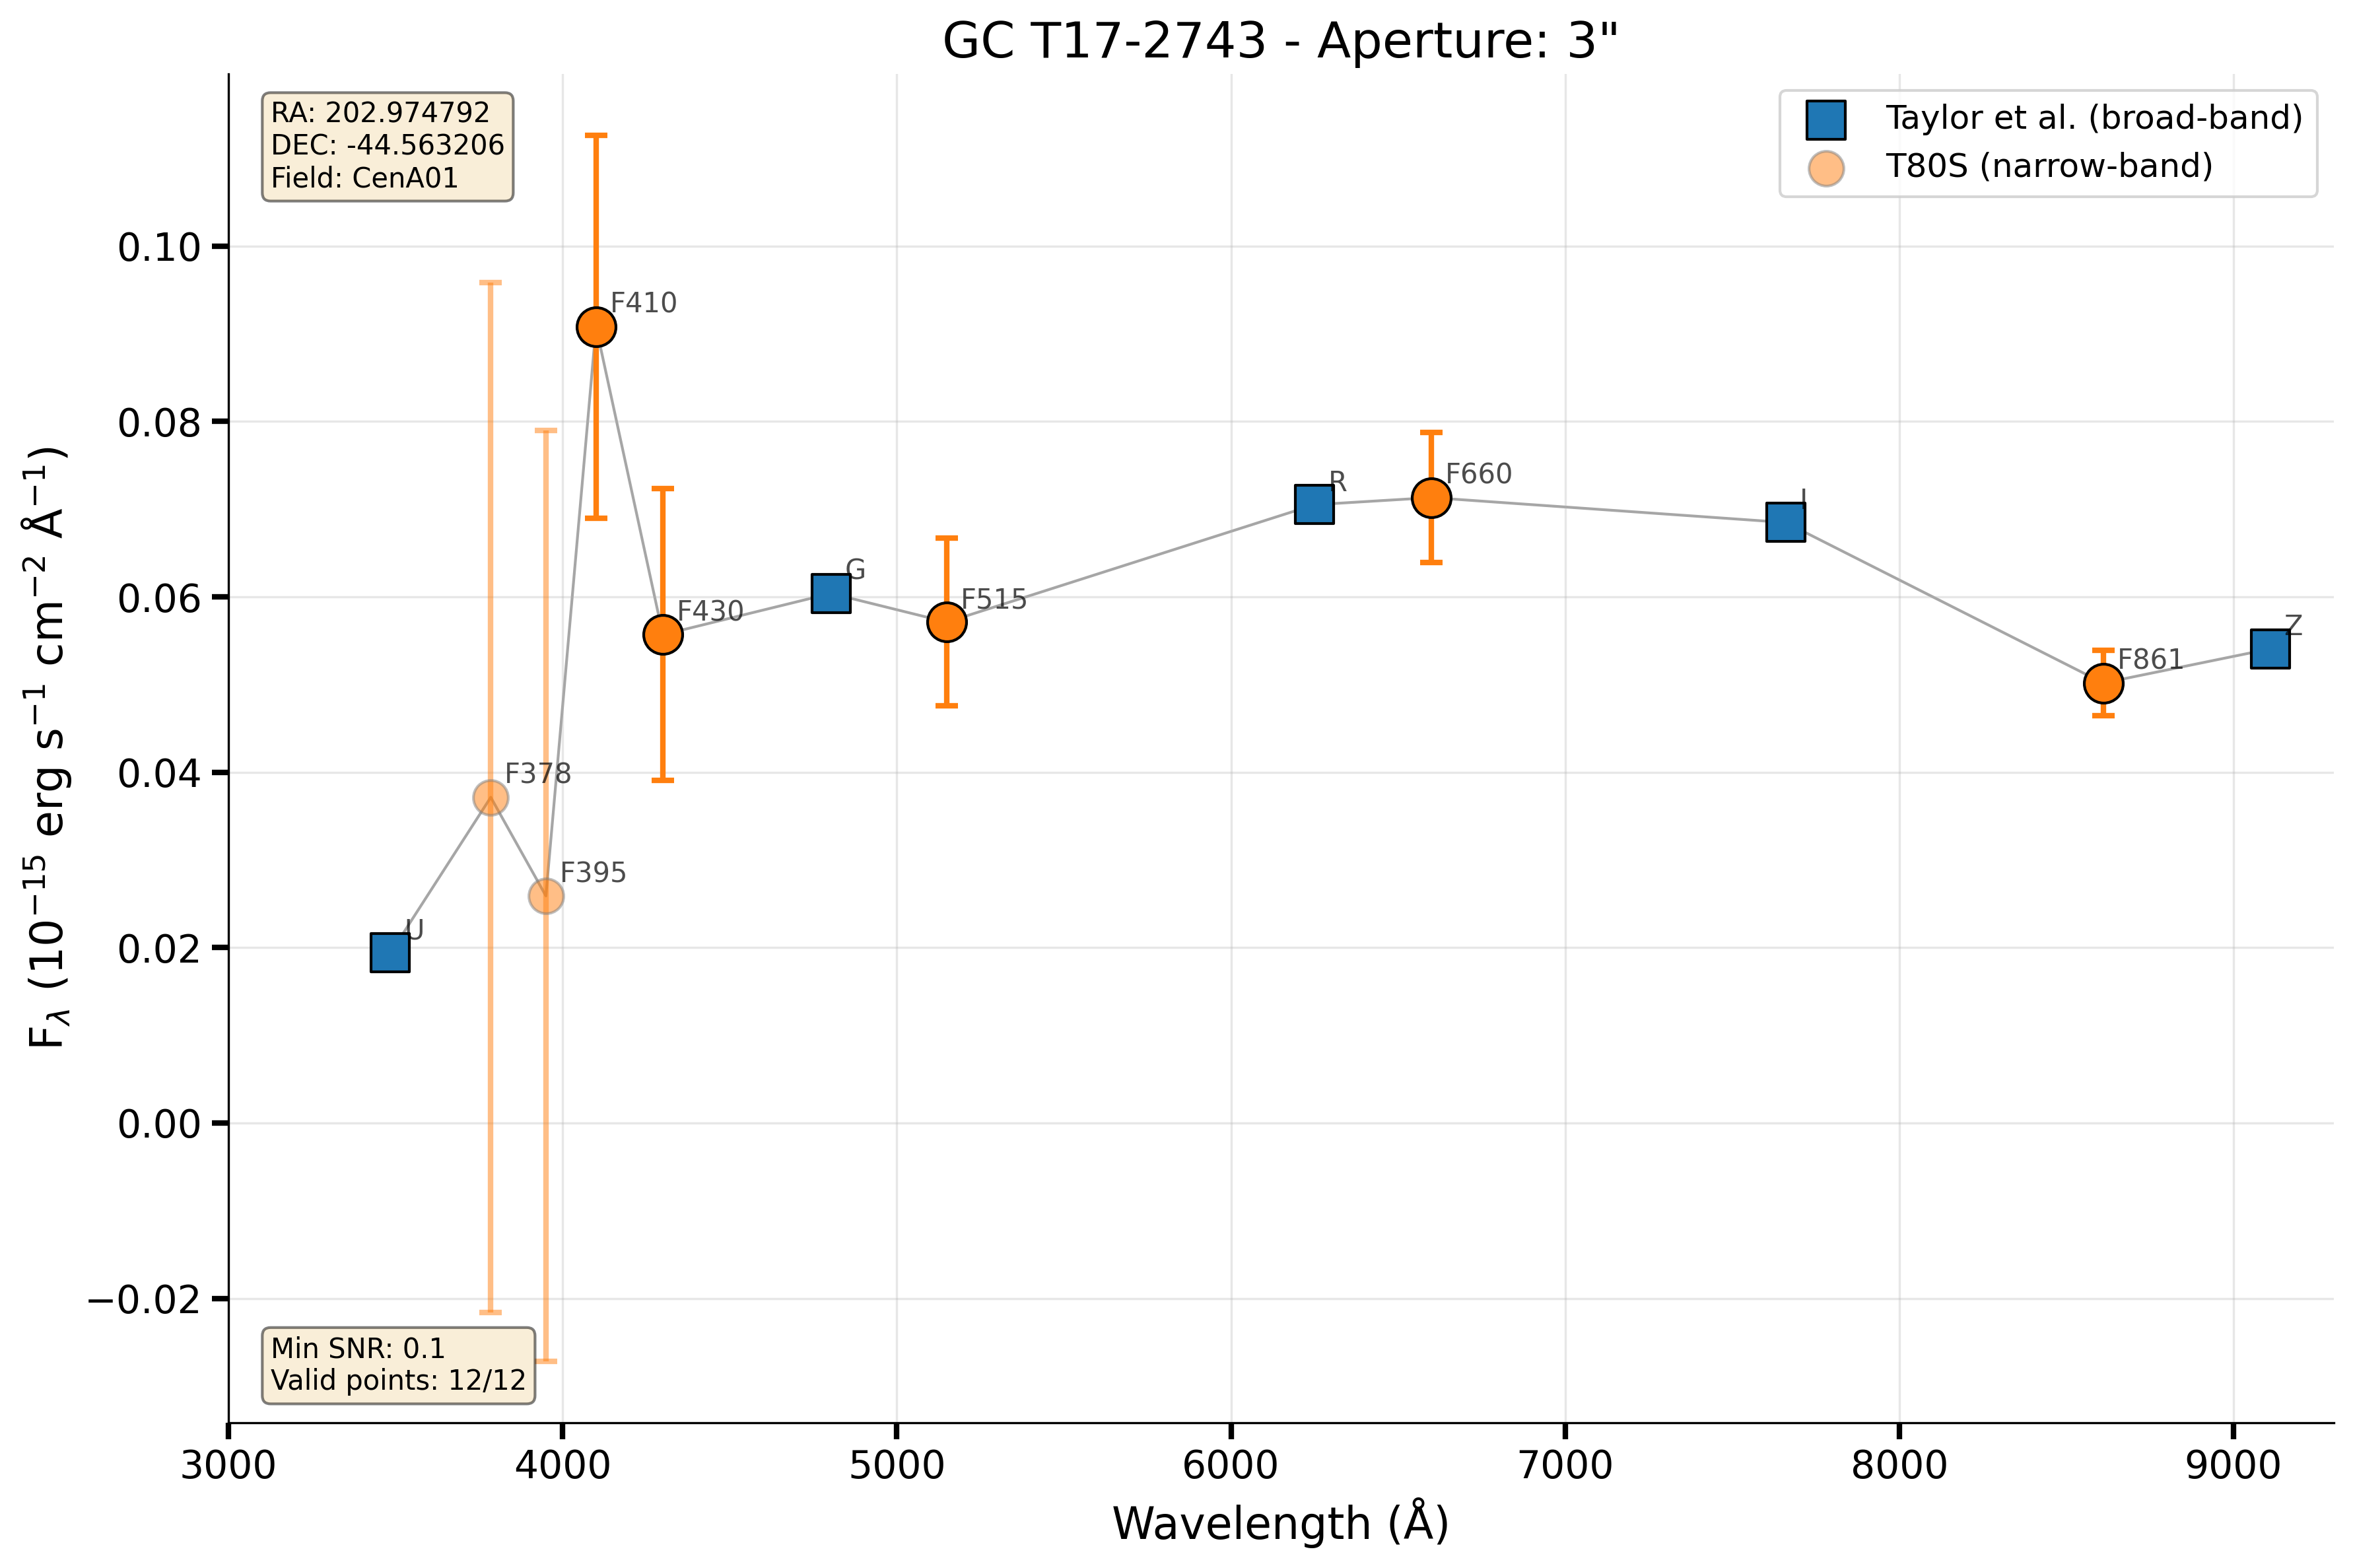 GC T17-2743 - Aperture: 3"
RA: 202.974792
DEC: -44.563206
Field: CenA01
Taylor et al. (broad-band)
T80S (narrow-band)
F410
0.10
0.08
R
F660
I
G
F430
F515
0.06
Z
F861
F378
0.04
F395
U
0.02
0.00
−0.02
Fλ (10⁻¹⁵ erg s⁻¹ cm⁻² Å⁻¹)
Min SNR: 0.1
Valid points: 12/12
3000 4000 5000 6000 7000 8000 9000
Wavelength (Å)